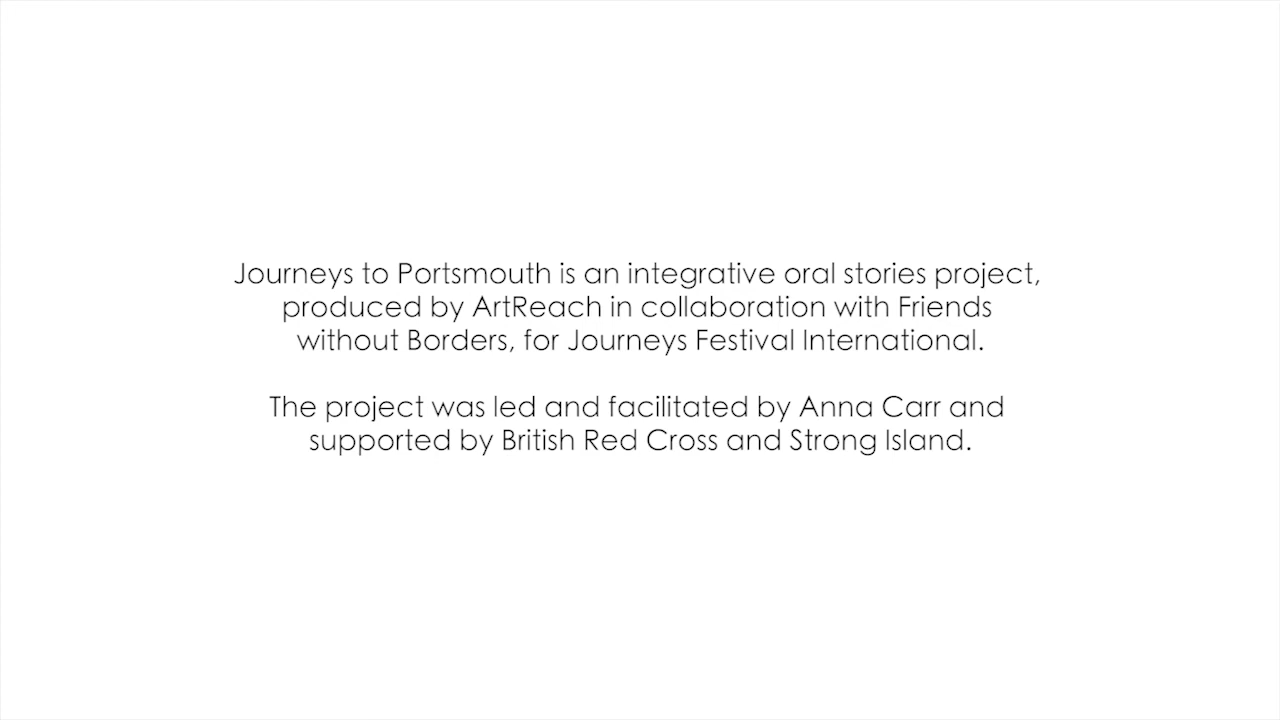 Journeys to Portsmouth is an integrative oral stories project,
produced by ArtReach in collaboration with Friends
without Borders, for Journeys Festival International.
The project was led and facilitated by Anna Carr and
supported by British Red Cross and Strong Island.